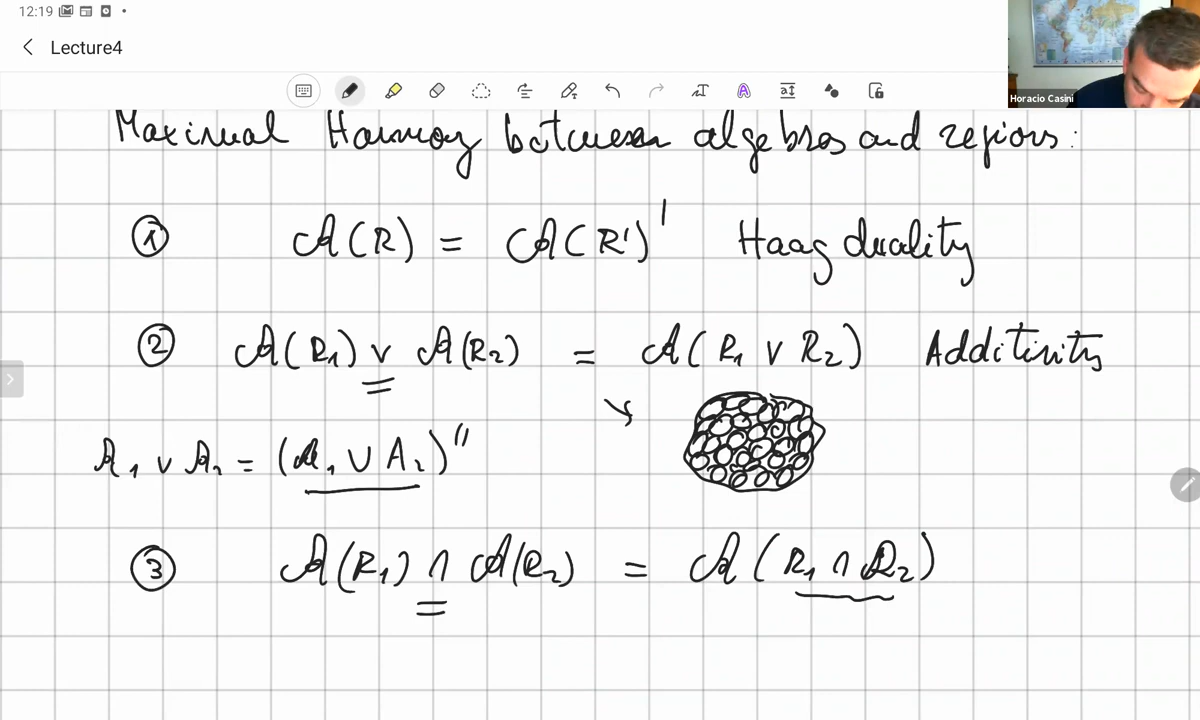 12:19
Lecture4
Horacio Casini
Maximal Harmony between algebras and regions:
① A(R) = A(R')' Haag duality
② A(R₁) ∨ A(R₂) = A(R₁ ∨ R₂) Additivity
A₁ ∨ A₂ = (A₁ ∪ A₂)''
③ A(R₁) ∧ A(R₂) = A(R₁ ∧ R₂)